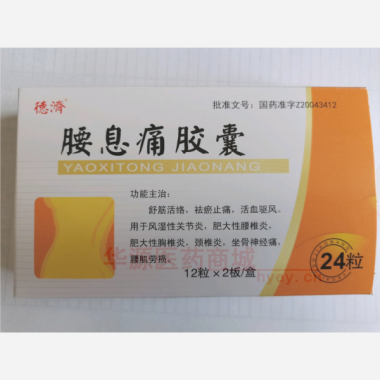 德济
批准文号：国药准字Z20043412
腰息痛胶囊
YAOXITONG JIAONANG
功能主治：
舒筋活络，祛瘀止痛，活血驱风。
用于风湿性关节炎，肥大性腰椎炎，
肥大性胸椎炎，颈椎炎，坐骨神经痛，
腰肌劳损。
华源医药商城
12粒×2板/盒
24粒